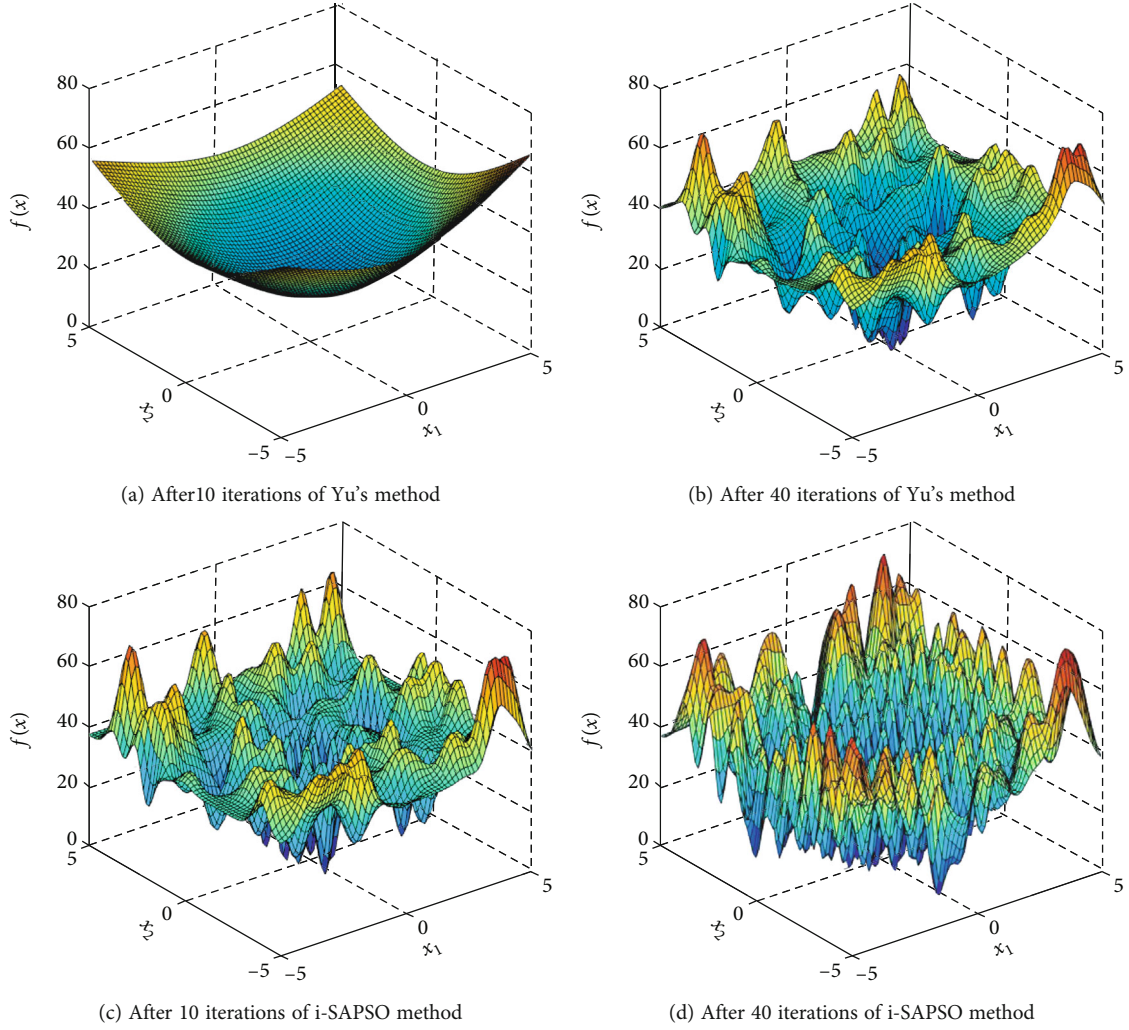 80
60
40
20
0
f (x)
5
0
−5
x₂
−5
0
5
x₁
(a) After10 iterations of Yu's method
80
60
40
20
0
f (x)
5
0
−5
x₂
−5
0
5
x₁
(b) After 40 iterations of Yu's method
80
60
40
20
0
f (x)
5
0
−5
x₂
−5
0
5
x₁
(c) After 10 iterations of i-SAPSO method
80
60
40
20
0
f (x)
5
0
−5
x₂
−5
0
5
x₁
(d) After 40 iterations of i-SAPSO method